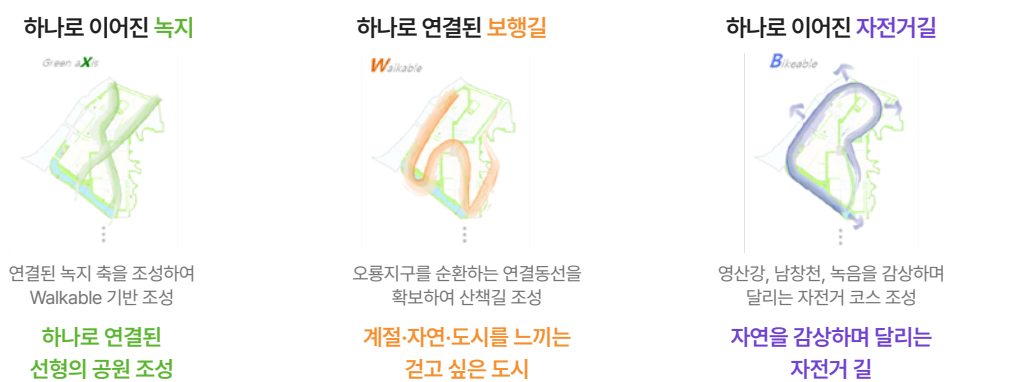 하나로 이어진 녹지
Green aXis
연결된 녹지 축을 조성하여
Walkable 기반 조성
하나로 연결된
선형의 공원 조성
하나로 연결된 보행길
Walkable
오룡지구를 순환하는 연결동선을
확보하여 산책길 조성
계절·자연·도시를 느끼는
걷고 싶은 도시
하나로 이어진 자전거길
Bikeable
영산강, 남창천, 녹음을 감상하며
달리는 자전거 코스 조성
자연을 감상하며 달리는
자전거 길